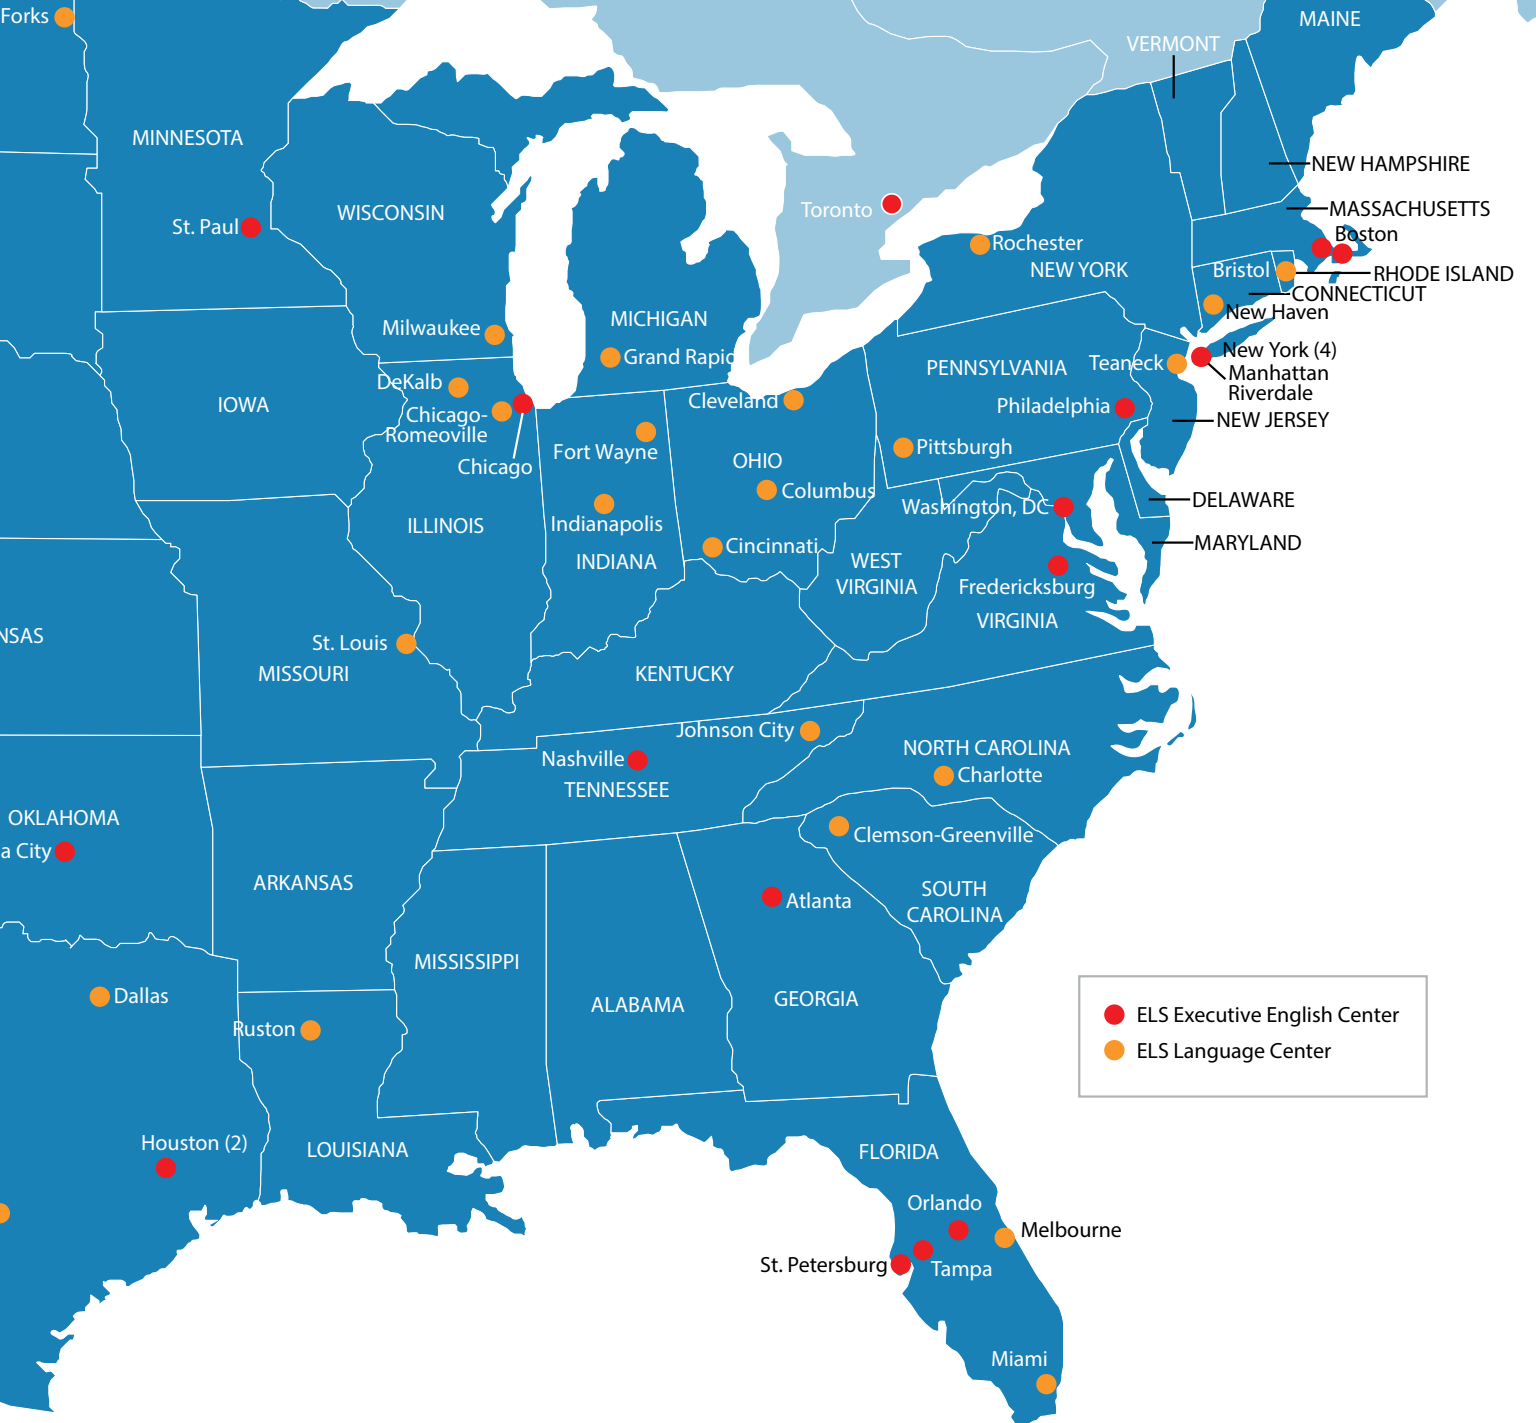 Forks
MAINE
VERMONT
MINNESOTA
NEW HAMPSHIRE
WISCONSIN
Toronto
MASSACHUSETTS
St. Paul
Boston
Rochester
NEW YORK
Bristol
RHODE ISLAND
CONNECTICUT
New Haven
MICHIGAN
Milwaukee
Grand Rapid
New York (4)
Manhattan
Riverdale
Teaneck
PENNSYLVANIA
DeKalb
Cleveland
Philadelphia
IOWA
Chicago-
Romeoville
NEW JERSEY
Fort Wayne
Pittsburgh
Chicago
OHIO
Columbus
DELAWARE
Washington, DC
ILLINOIS
Indianapolis
Cincinnati
MARYLAND
INDIANA
WEST
VIRGINIA
Fredericksburg
VIRGINIA
NSAS
St. Louis
MISSOURI
KENTUCKY
Johnson City
NORTH CAROLINA
Nashville
Charlotte
TENNESSEE
OKLAHOMA
Clemson-Greenville
a City
ARKANSAS
SOUTH
CAROLINA
Atlanta
MISSISSIPPI
ALABAMA
GEORGIA
Dallas
Ruston
ELS Executive English Center
ELS Language Center
Houston (2)
LOUISIANA
FLORIDA
Orlando
Melbourne
St. Petersburg
Tampa
Miami